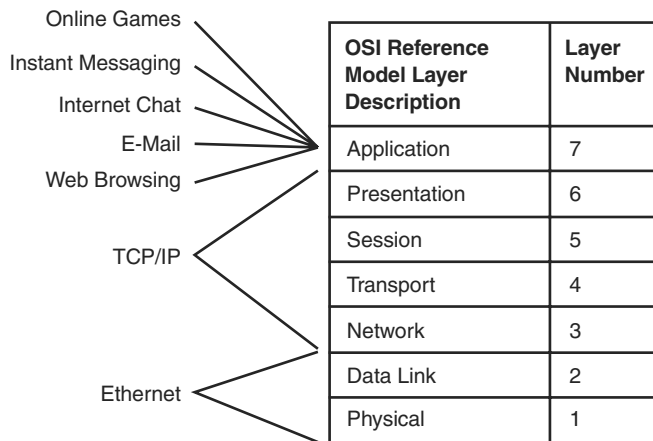 Online Games
Instant Messaging
Internet Chat
E-Mail
Web Browsing
TCP/IP
Ethernet
OSI Reference
Model Layer
Description
Layer
Number
Application 7
Presentation 6
Session 5
Transport 4
Network 3
Data Link 2
Physical 1